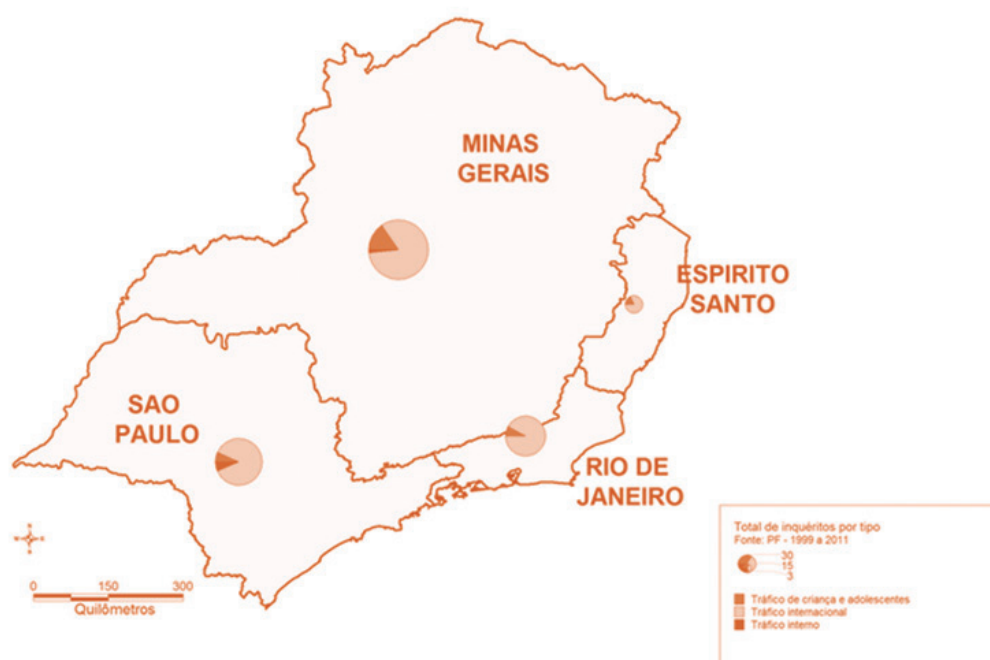 MINAS
GERAIS
ESPIRITO
SANTO
SAO
PAULO
RIO DE
JANEIRO
0 150 300
Quilômetros
Total de inquéritos por tipo
Fonte: PF - 1999 a 2011
30
15
3
Tráfico de criança e adolescentes
Tráfico internacional
Tráfico interno